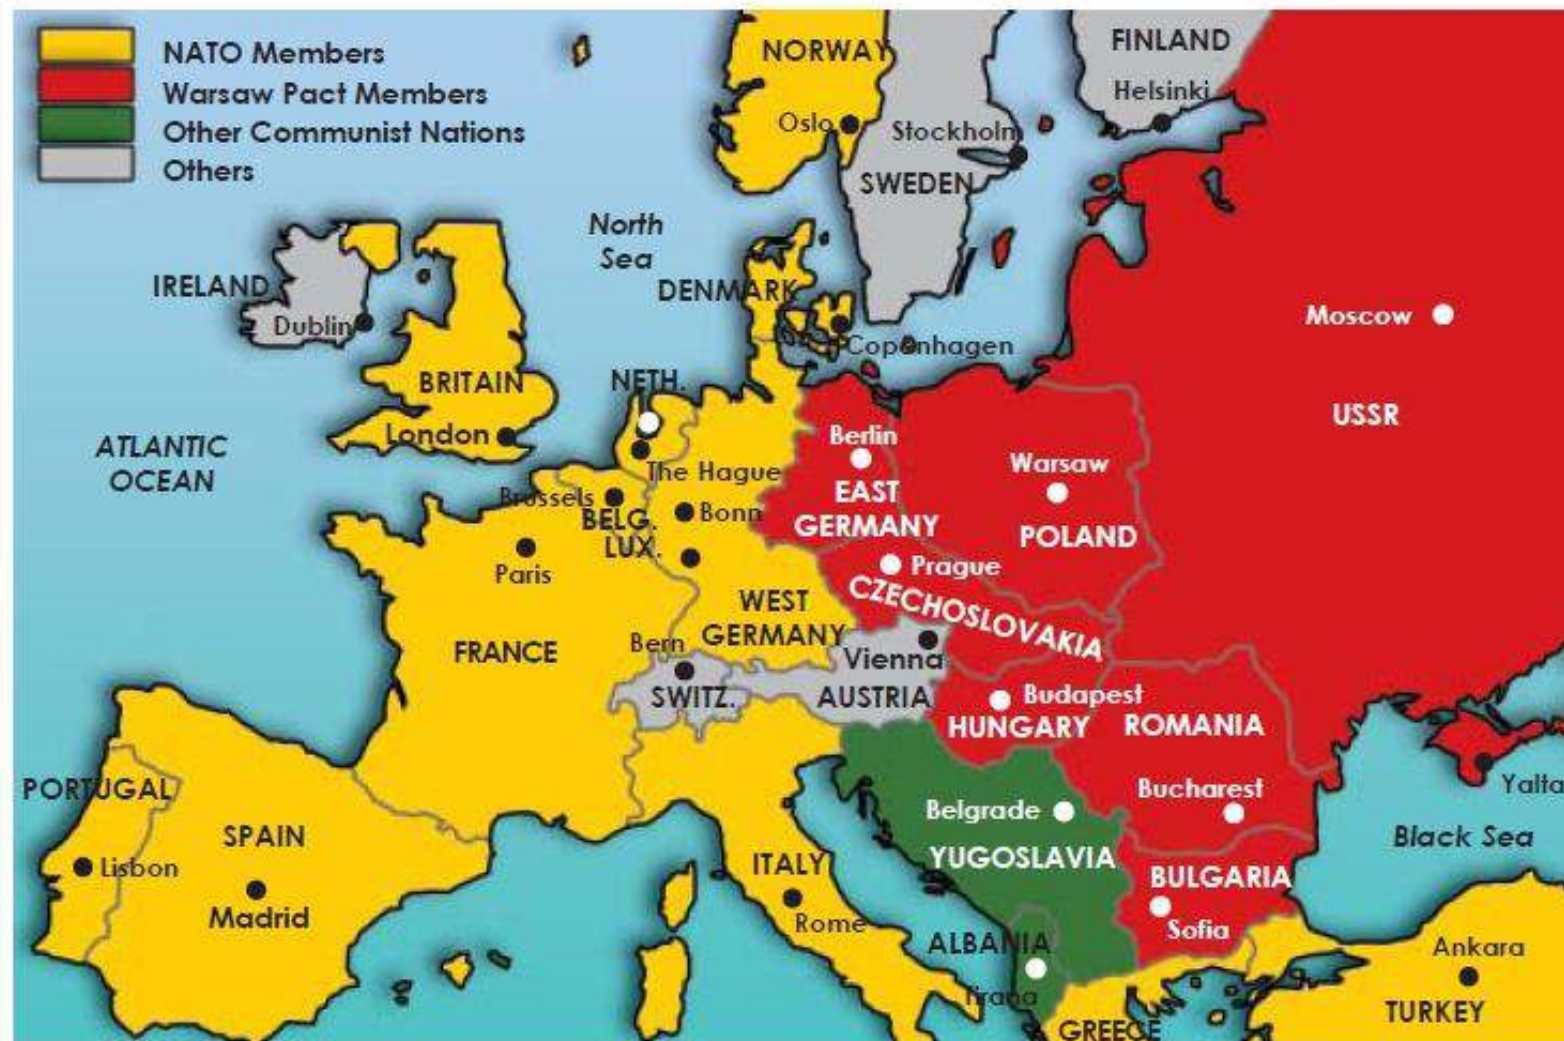 NATO Members
Warsaw Pact Members
Other Communist Nations
Others
NORWAY
Oslo
FINLAND
Helsinki
Stockholm
SWEDEN
North
Sea
IRELAND
Dublin
DENMARK
Copenhagen
Moscow
USSR
BRITAIN
London
NETH.
The Hague
ATLANTIC
OCEAN
Berlin
EAST
GERMANY
Warsaw
POLAND
Brussels
BELG.
LUX.
Bonn
Paris
Prague
CZECHOSLOVAKIA
WEST
GERMANY
FRANCE
Bern
SWITZ.
Vienna
AUSTRIA
Budapest
HUNGARY
ROMANIA
Bucharest
Yalta
Black Sea
PORTUGAL
Lisbon
SPAIN
Madrid
ITALY
Rome
Belgrade
YUGOSLAVIA
BULGARIA
Sofia
ALBANIA
Tirana
GREECE
Ankara
TURKEY